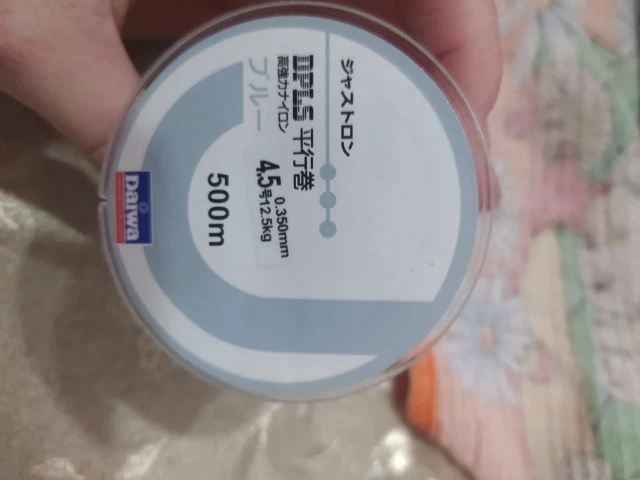 ジャストロン
DPLS 平行巻
高強力ナイロン
ブルー
4.5号 0.350mm
12.5kg
500m
Daiwa